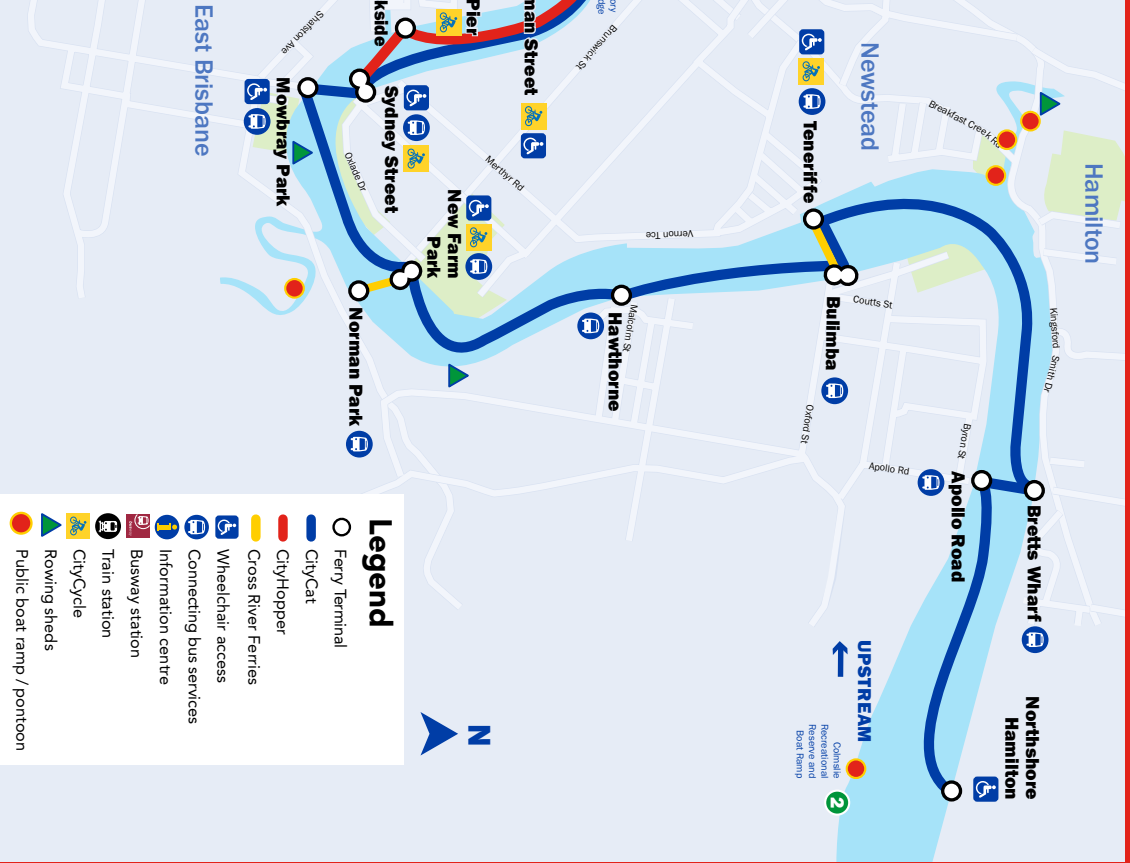 East Brisbane
Shafston Ave
kside
Pier
man Street
ory
dge
Brunswick St
Mowbray Park
Sydney Street
Oxlade Dr
Merthyr Rd
New Farm
Park
Norman Park
Vernon Tce
Hawthorne
Malcolm St
Newstead
Teneriffe
Breakfast Creek Rd
Hamilton
Bulimba
Coutts St
Oxford St
Kingsford Smith Dr
Byron St
Apollo Rd
Apollo Road
Bretts Wharf
Northshore
Hamilton
UPSTREAM
Colmslie
Recreational
Reserve and
Boat Ramp
2
N
Legend
Ferry Terminal
CityCat
CityHopper
Cross River Ferries
Wheelchair access
Connecting bus services
Information centre
Busway station
Train station
CityCycle
Rowing sheds
Public boat ramp / pontoon